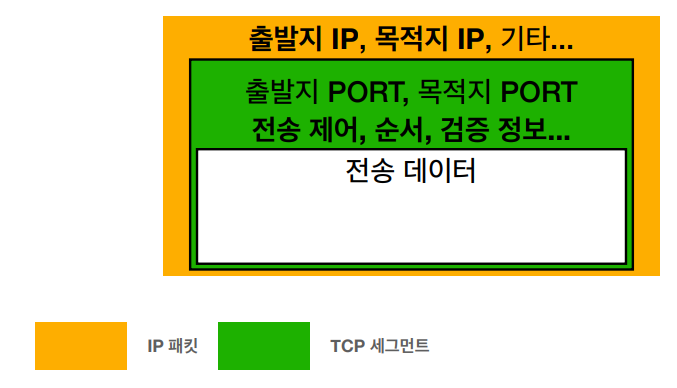 출발지 IP, 목적지 IP, 기타...
출발지 PORT, 목적지 PORT
전송 제어, 순서, 검증 정보...
전송 데이터
IP 패킷
TCP 세그먼트